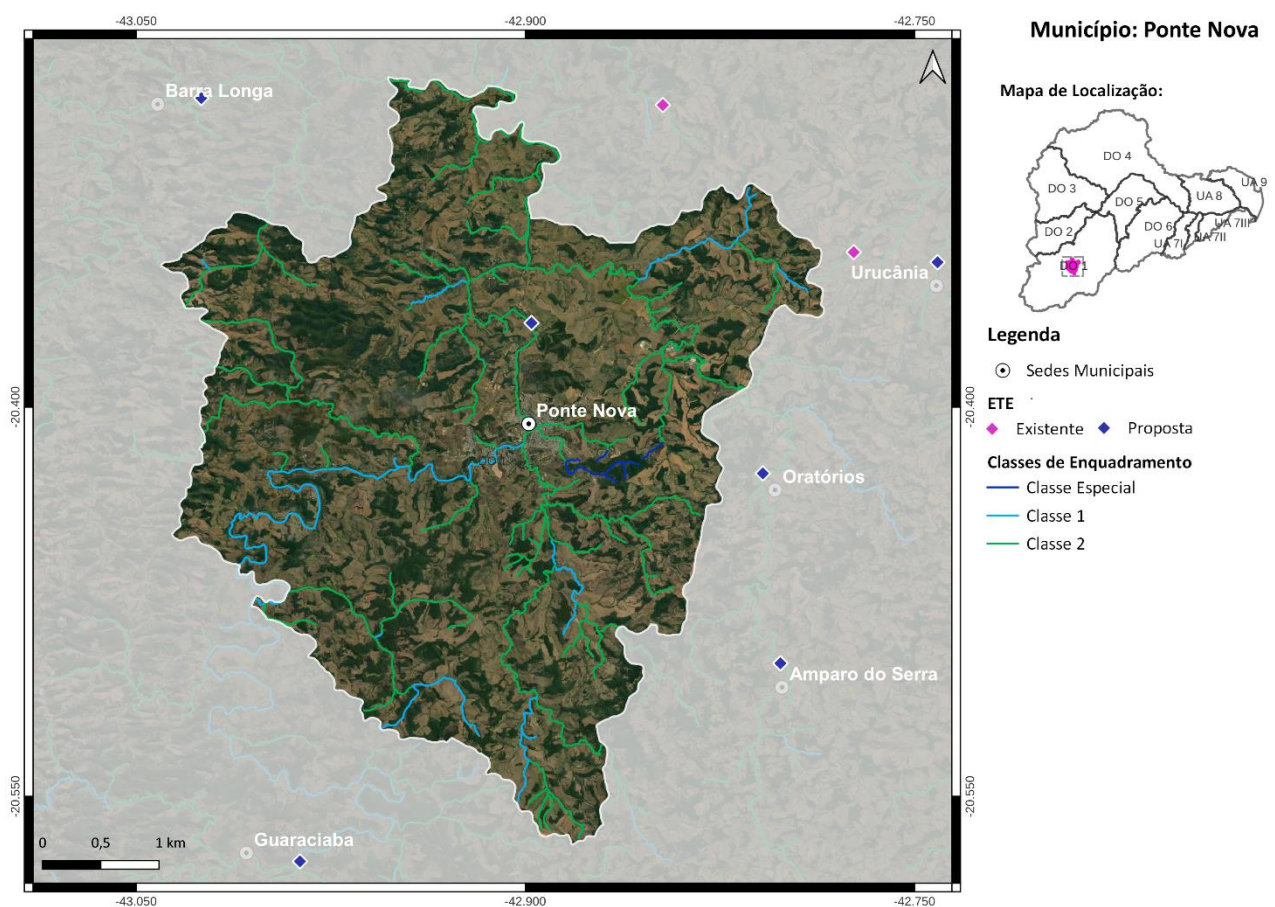 -43.050
-42.900
-42.750
Município: Ponte Nova
Mapa de Localização:
DO 4
DO 3
DO 5
UA 8
UA 9
DO 2
DO 6
UA 7III
UA 7II
UA 7I
DO 1
Barra Longa
Urucânia
Legenda
Sedes Municipais
ETE
Existente
Proposta
Classes de Enquadramento
Classe Especial
Classe 1
Classe 2
-20.400
-20.400
Ponte Nova
Oratórios
Amparo do Serra
-20.550
-20.550
Guaraciaba
0
0,5
1 km
-43.050
-42.900
-42.750